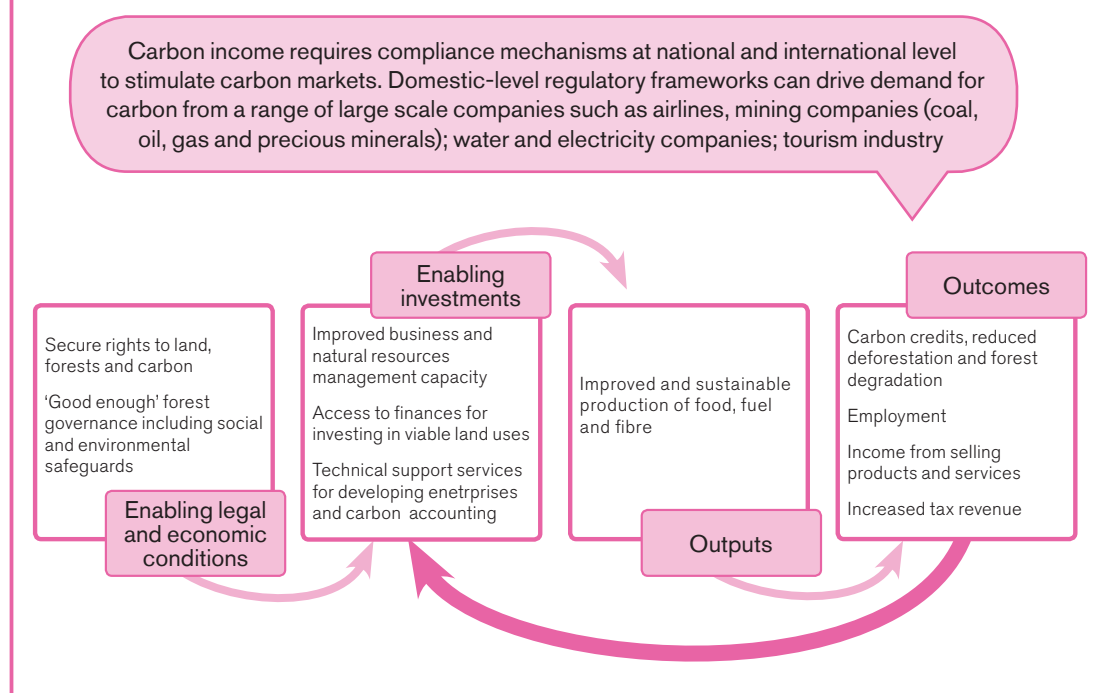 Carbon income requires compliance mechanisms at national and international level
to stimulate carbon markets. Domestic-level regulatory frameworks can drive demand for
carbon from a range of large scale companies such as airlines, mining companies (coal,
oil, gas and precious minerals); water and electricity companies; tourism industry
Secure rights to land,
forests and carbon
‘Good enough’ forest
governance including social
and environmental
safeguards
Enabling legal
and economic
conditions
Enabling
investments
Improved business and
natural resources
management capacity
Access to finances for
investing in viable land uses
Technical support services
for developing enetrprises
and carbon accounting
Improved and sustainable
production of food, fuel
and fibre
Outputs
Outcomes
Carbon credits, reduced
deforestation and forest
degradation
Employment
Income from selling
products and services
Increased tax revenue